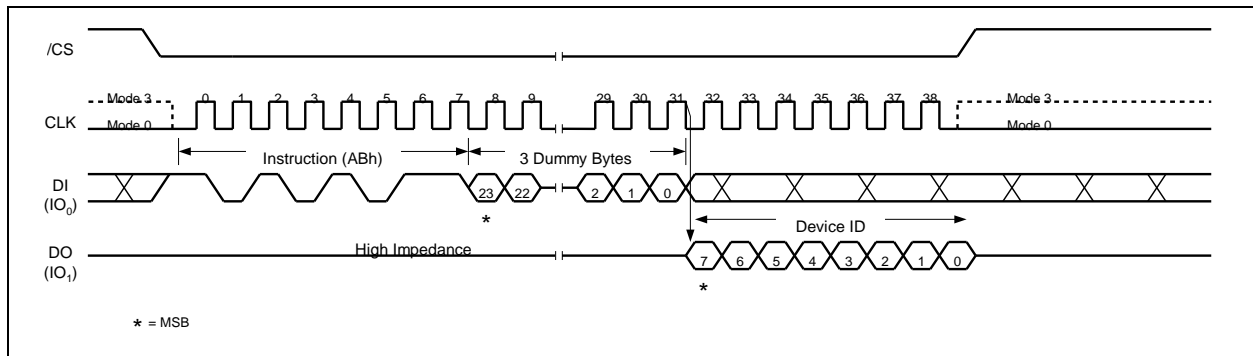 /CS
Mode 3 0 1 2 3 4 5 6 7 8 9 29 30 31 32 33 34 35 36 37 38 Mode 3
CLK Mode 0 Mode 0
Instruction (ABh) 3 Dummy Bytes
DI
(IO0)
23 22 2 1 0
*
Device ID
DO
(IO1)
High Impedance
7 6 5 4 3 2 1 0
*
* = MSB